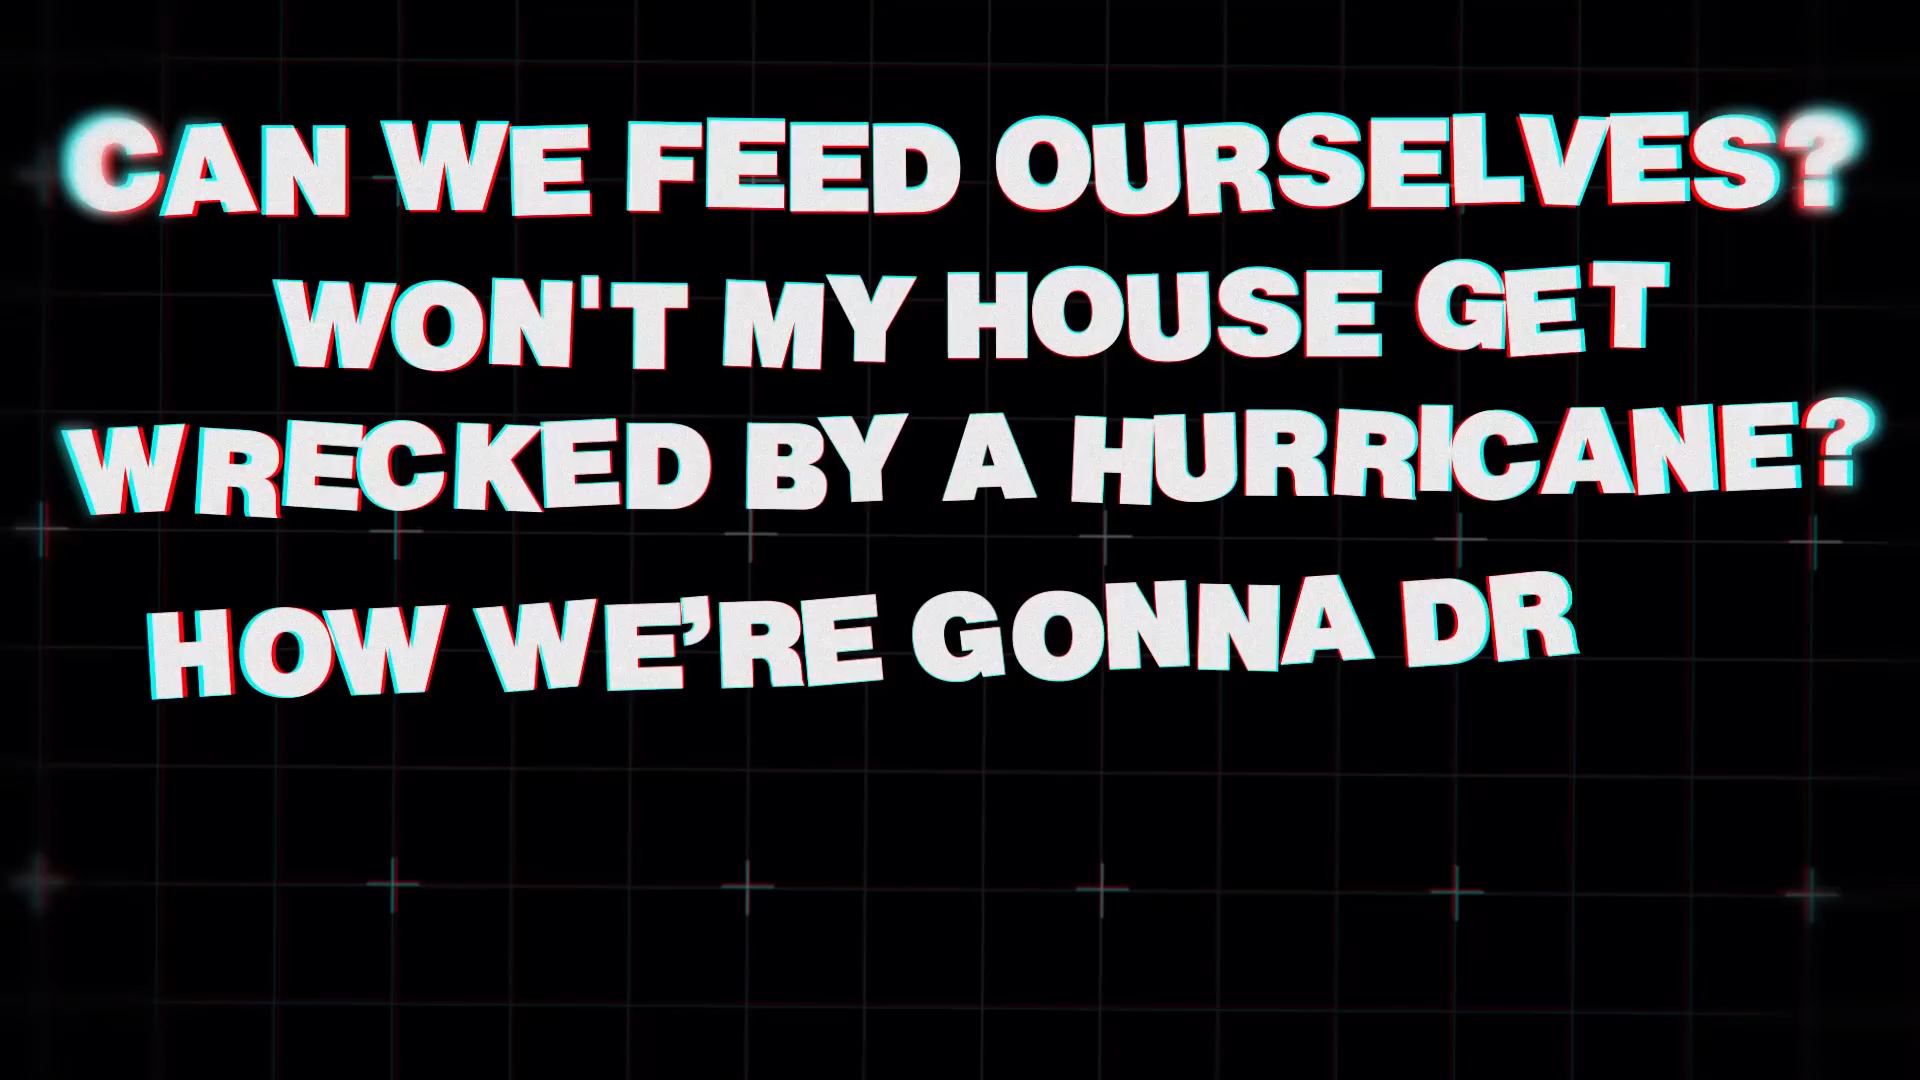 CAN WE FEED OURSELVES?
WON'T MY HOUSE GET
WRECKED BY A HURRICANE?
HOW WE’RE GONNA DR